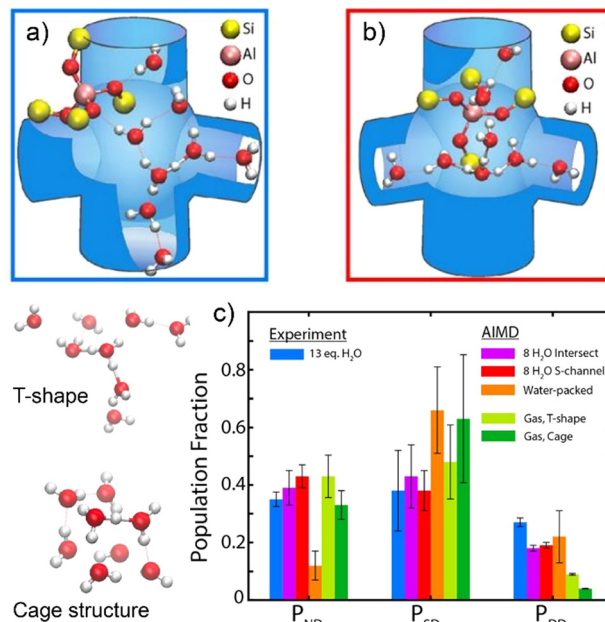 a)
Si
Al
O
H
b)
Si
Al
O
H
T-shape
Cage structure
c)
Experiment
13 eq. H₂O
AIMD
8 H₂O Intersect
8 H₂O S-channel
Water-packed
Gas, T-shape
Gas, Cage
Population Fraction
0.8
0.6
0.4
0.2
0
P
P
P